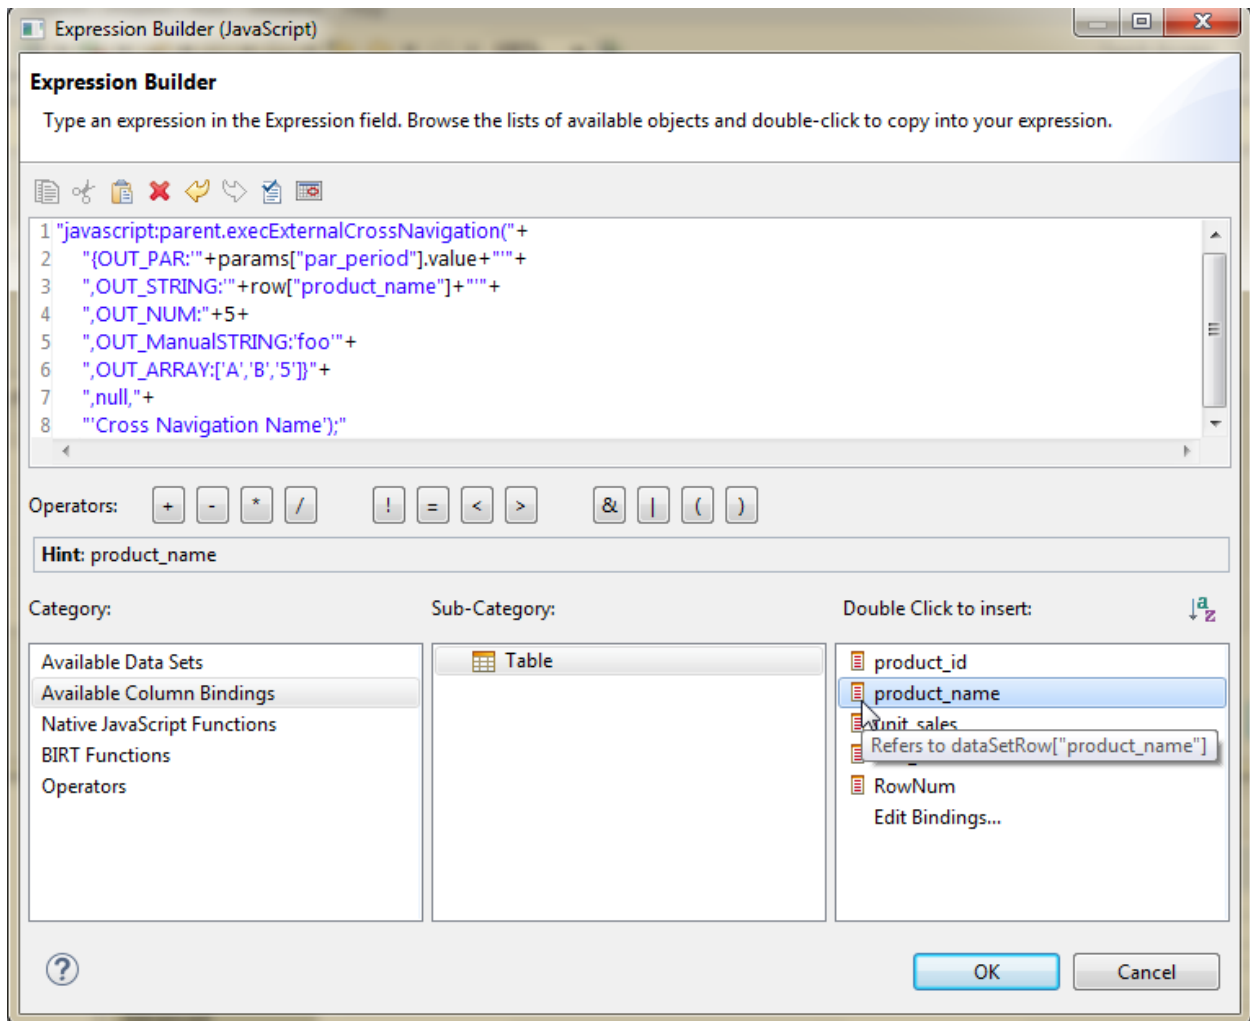 Expression Builder (JavaScript)
Expression Builder
Type an expression in the Expression field. Browse the lists of available objects and double-click to copy into your expression.
1 "javascript:parent.execExternalCrossNavigation("+
2 "{OUT_PAR:'"+params["par_period"].value+"'"+
3 ",OUT_STRING:'"+row["product_name"]+"'"+
4 ",OUT_NUM:"+5+
5 ",OUT_ManualSTRING:'foo'"+
6 ",OUT_ARRAY:['A','B','5']}"+
7 ",null,"+
8 "'Cross Navigation Name');"
Operators: + - * / ! = < > & | ( )
Hint: product_name
Category: Sub-Category: Double Click to insert:
Available Data Sets Table product_id
Available Column Bindings product_name
Native JavaScript Functions unit_sales
BIRT Functions Refers to dataSetRow["product_name"]
Operators RowNum
Edit Bindings...
? OK Cancel